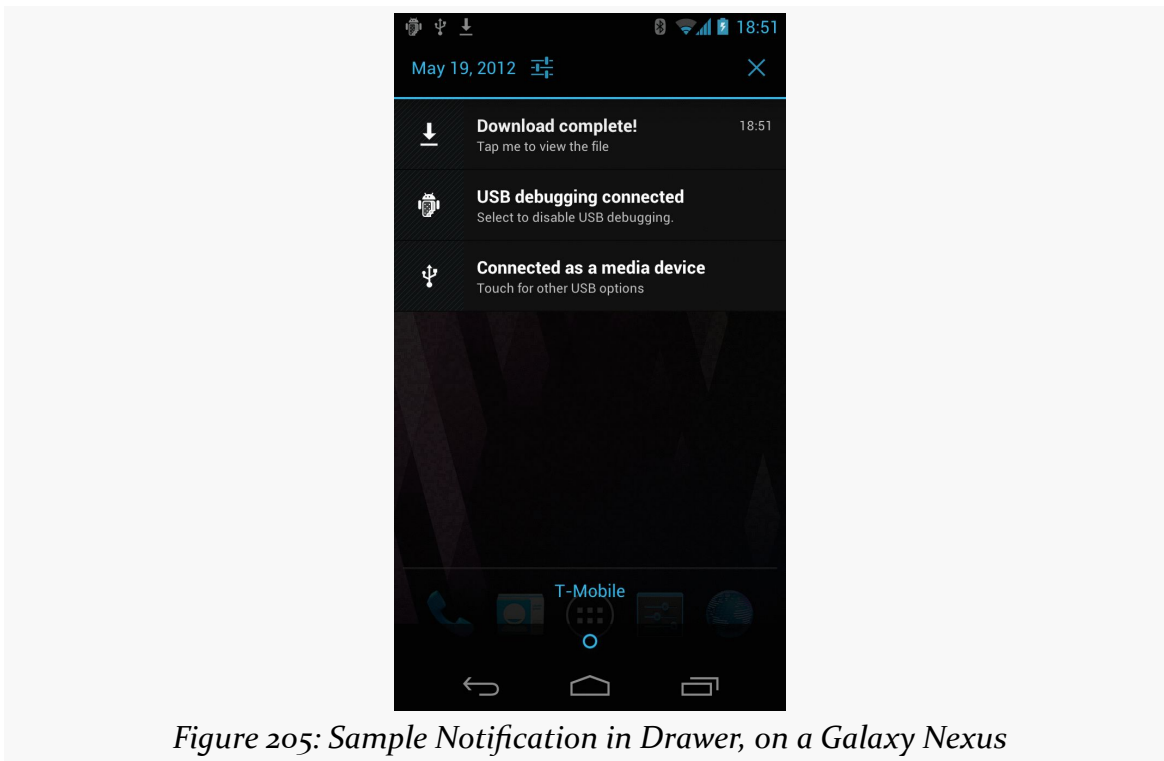 18:51
May 19, 2012
Download complete!
18:51
Tap me to view the file
USB debugging connected
Select to disable USB debugging.
Connected as a media device
Touch for other USB options
T-Mobile
Figure 205: Sample Notification in Drawer, on a Galaxy Nexus